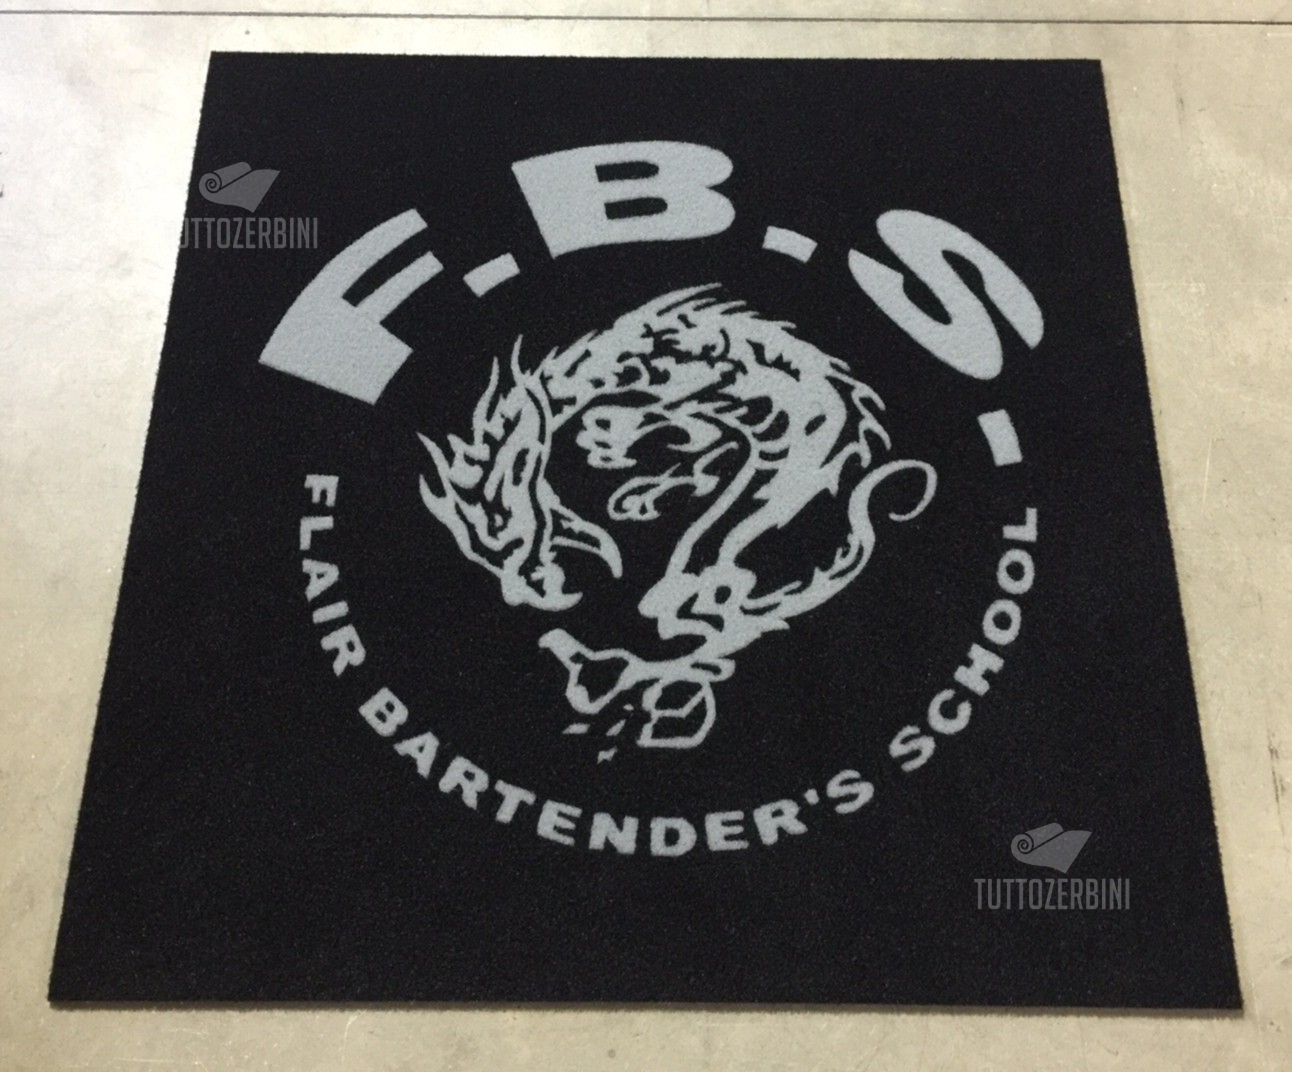 F.B.S.
FLAIR BARTENDER'S SCHOOL
TUTTOZERBINI
TUTTOZERBINI